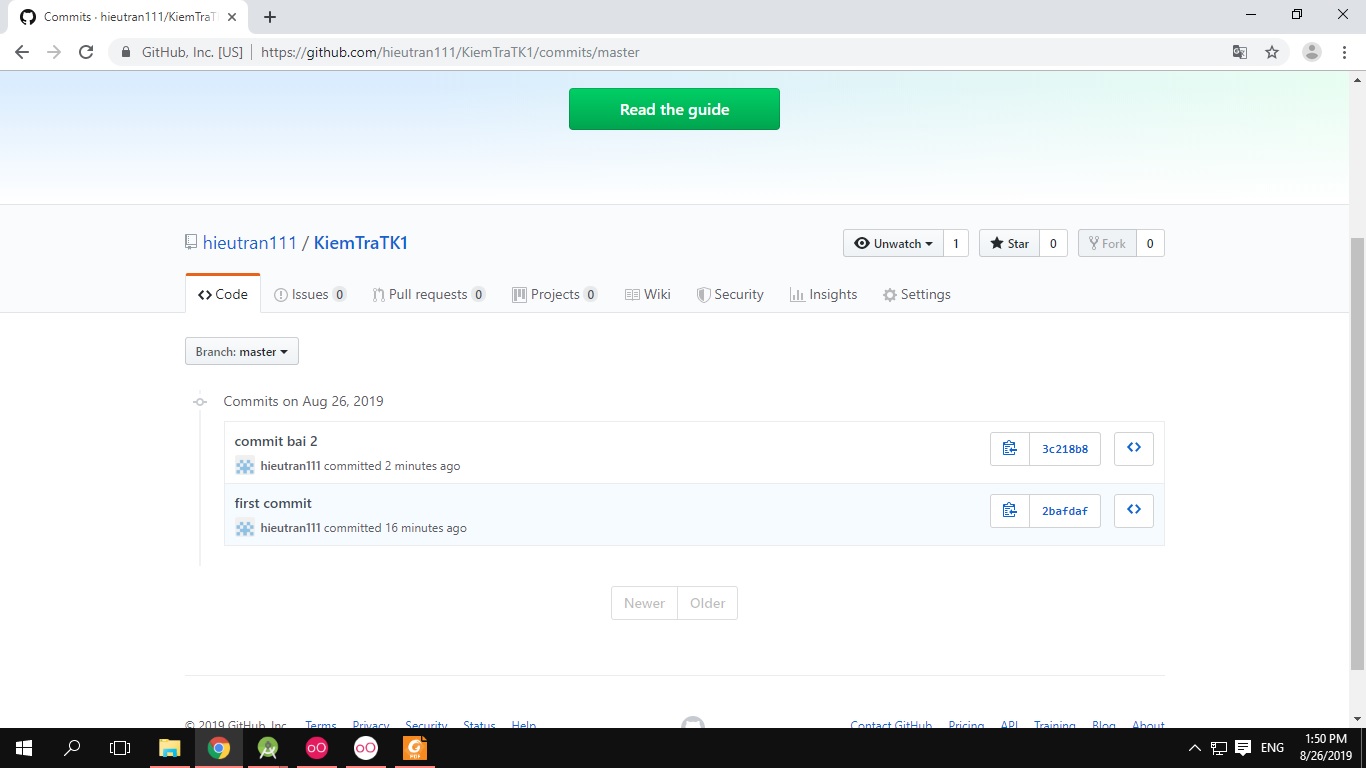 Commits · hieutran111/KiemTraT
GitHub, Inc. [US] | https://github.com/hieutran111/KiemTraTK1/commits/master
Read the guide
hieutran111 / KiemTraTK1
Unwatch 1 Star 0 Fork 0
Code Issues 0 Pull requests 0 Projects 0 Wiki Security Insights Settings
Branch: master
Commits on Aug 26, 2019
commit bai 2
hieutran111 committed 2 minutes ago
3c218b8
first commit
hieutran111 committed 16 minutes ago
2bafdaf
Newer Older
© 2019 GitHub, Inc. Terms Privacy Security Status Help Contact GitHub Pricing API Training Blog About
ENG
1:50 PM
8/26/2019